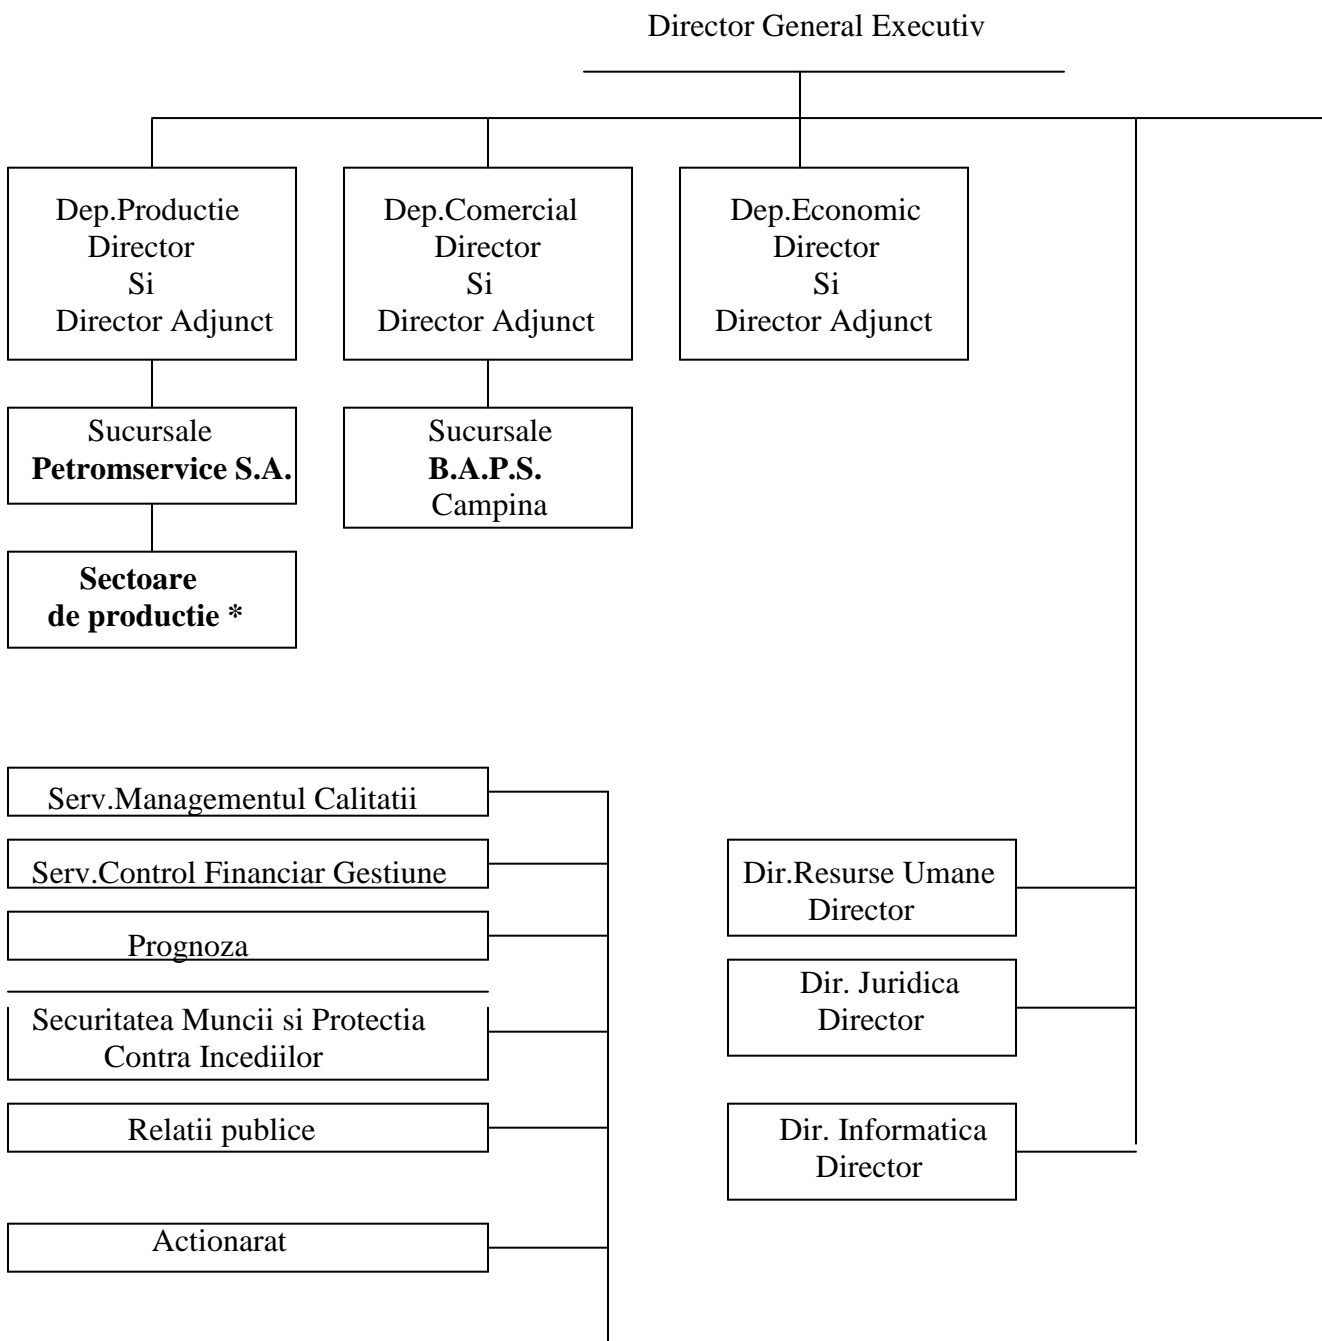 Director General Executiv
Dep.Productie
Director
Si
Director Adjunct
Dep.Comercial
Director
Si
Director Adjunct
Dep.Economic
Director
Si
Director Adjunct
Sucursale
Petromservice S.A.
Sucursale
B.A.P.S.
Campina
Sectoare
de productie *
Serv.Managementul Calitatii
Serv.Control Financiar Gestiune
Prognoza
Securitatea Muncii si Protectia
Contra Incediilor
Relatii publice
Actionarat
Dir.Resurse Umane
Director
Dir. Juridica
Director
Dir. Informatica
Director